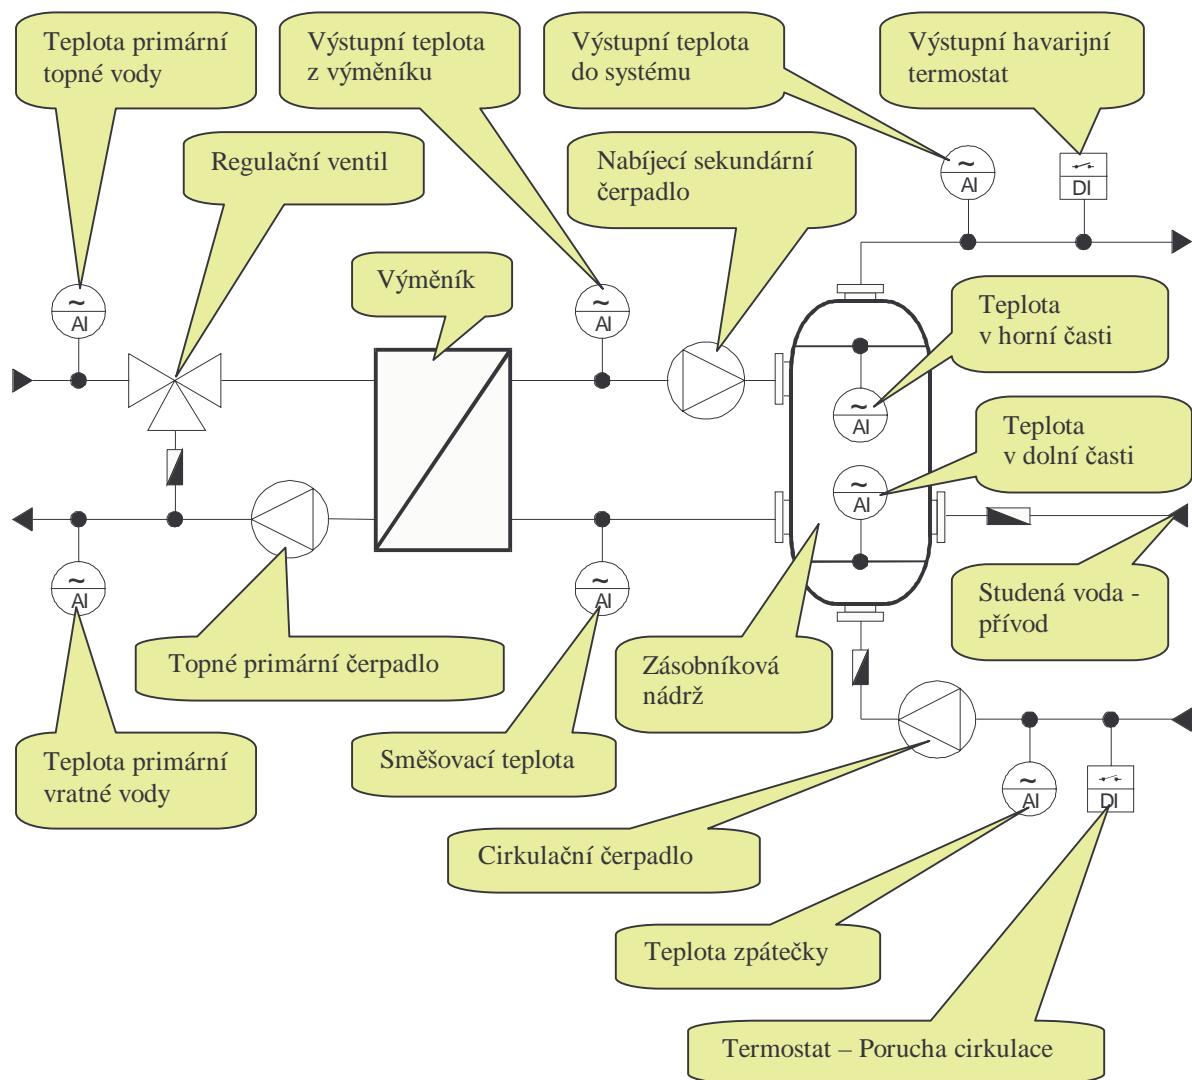 Teplota primární
topné vody
Výstupní teplota
z výměníku
Výstupní teplota
do systému
Výstupní havarijní
termostat
Regulační ventil
Nabíjecí sekundární
čerpadlo
~
AI
DI
Výměník
~
AI
~
AI
Teplota
v horní časti
~
AI
Teplota
v dolní časti
~
AI
~
AI
~
AI
Studená voda -
přívod
Topné primární čerpadlo
Zásobníková
nádrž
Teplota primární
vratné vody
Směšovací teplota
~
AI
DI
Cirkulační čerpadlo
Teplota zpátečky
Termostat – Porucha cirkulace